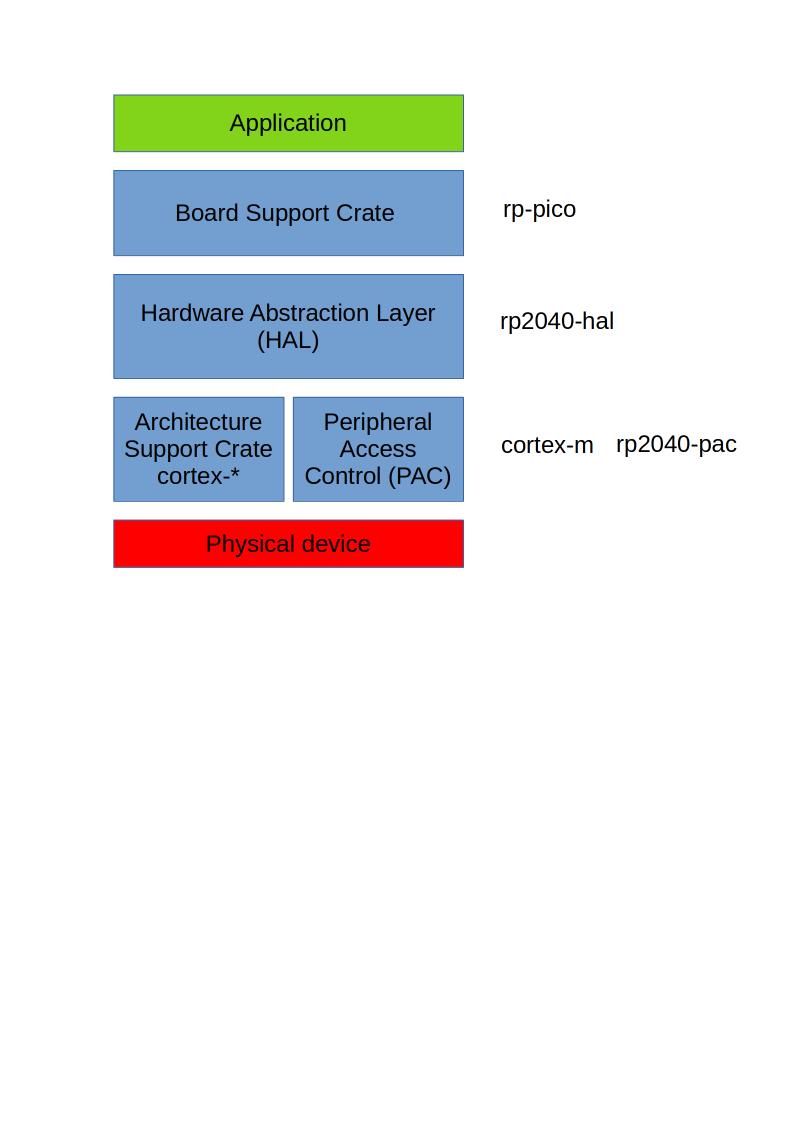 Application
Board Support Crate
rp-pico
Hardware Abstraction Layer
(HAL)
rp2040-hal
Architecture
Support Crate
cortex-*
Peripheral
Access
Control (PAC)
cortex-m
rp2040-pac
Physical device